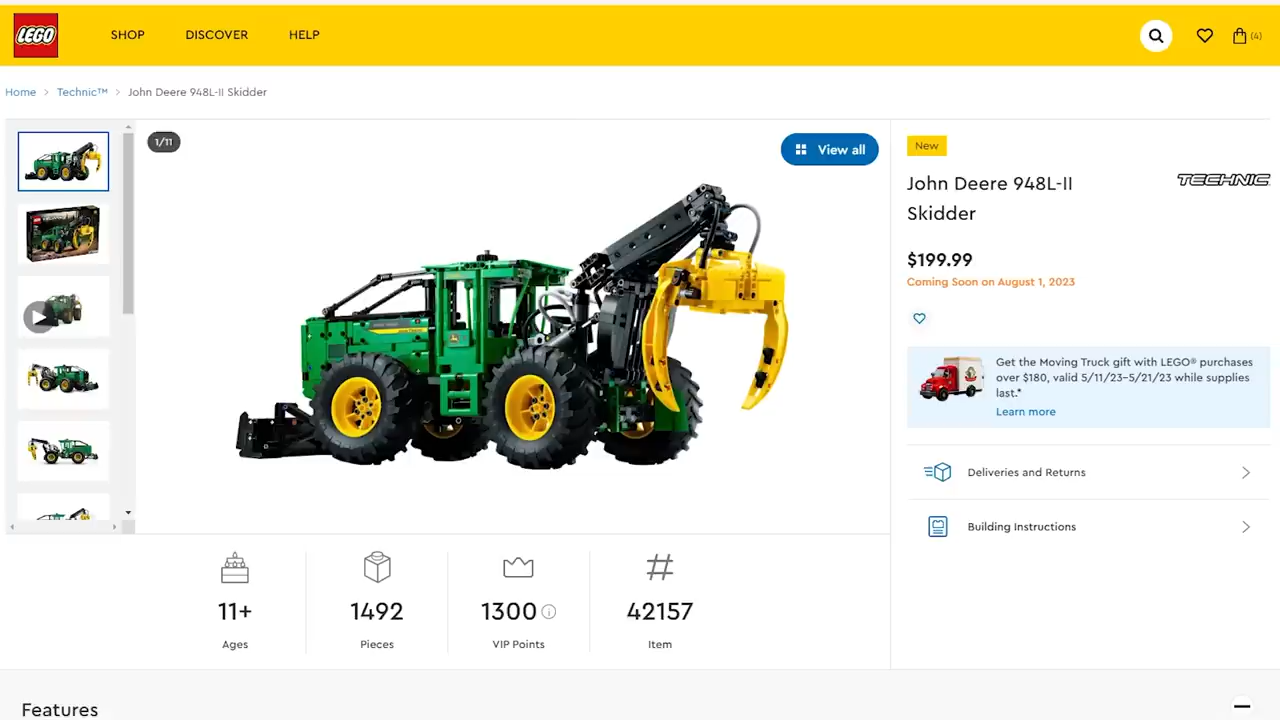 LEGO
SHOP
DISCOVER
HELP
(4)
Home
Technic™
John Deere 948L-II Skidder
1/11
View all
New
John Deere 948L-II
Skidder
TECHNIC
$199.99
Coming Soon on August 1, 2023
Get the Moving Truck gift with LEGO® purchases
over $180, valid 5/11/23–5/21/23 while supplies
last.*
Learn more
Deliveries and Returns
Building Instructions
11+
Ages
1492
Pieces
1300
VIP Points
42157
Item
Features